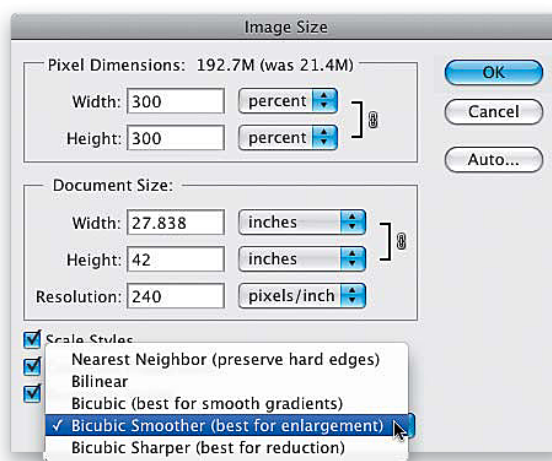 Image Size
Pixel Dimensions: 192.7M (was 21.4M)
Width: 300 percent
Height: 300 percent
OK
Cancel
Auto...
Document Size:
Width: 27.838 inches
Height: 42 inches
Resolution: 240 pixels/inch
Scale Styles
Nearest Neighbor (preserve hard edges)
Bilinear
Bicubic (best for smooth gradients)
✓ Bicubic Smoother (best for enlargement)
Bicubic Sharper (best for reduction)